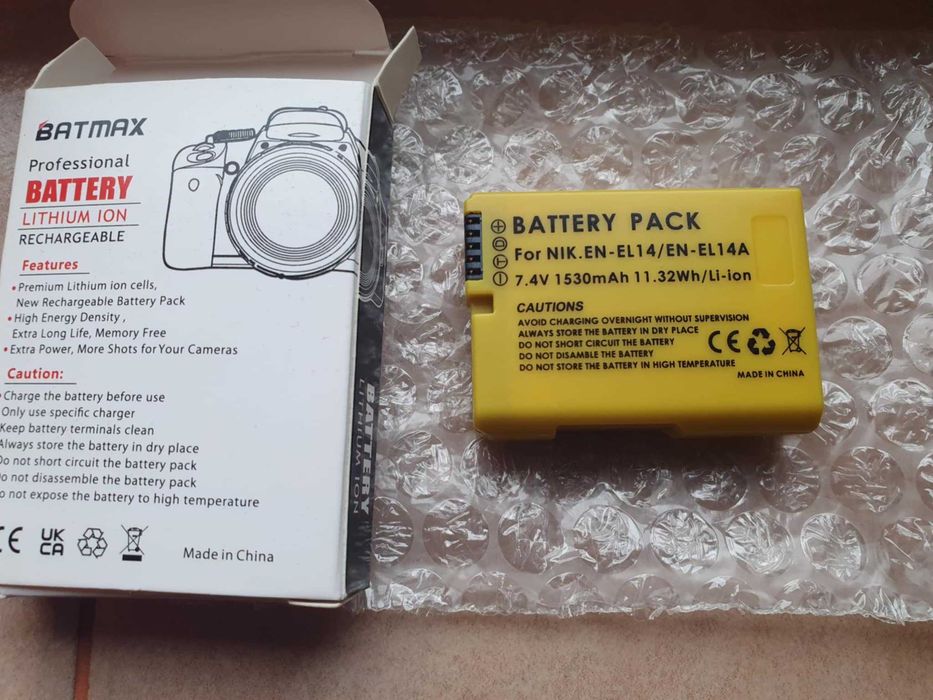 BATMAX
Professional
BATTERY
LITHIUM ION
RECHARGEABLE
Features
• Premium Lithium ion cells,
New Rechargeable Battery Pack
• High Energy Density ,
Extra Long Life, Memory Free
• Extra Power, More Shots for Your Cameras
Caution:
• Charge the battery before use
Only use specific charger
Keep battery terminals clean
Always store the battery in dry place
Do not short circuit the battery pack
Do not disassemble the battery pack
Do not expose the battery to high temperature
CE UK CA
Made in China
BATTERY
LITHIUM ION
+ BATTERY PACK
D For NIK.EN-EL14/EN-EL14A
T
- 7.4V 1530mAh 11.32Wh/Li-ion
CAUTIONS
AVOID CHARGING OVERNIGHT WITHOUT SUPERVISION
ALWAYS STORE THE BATTERY IN DRY PLACE
DO NOT SHORT CIRCUIT THE BATTERY
DO NOT DISAMBLE THE BATTERY
DO NOT STORE THE BATTERY IN HIGH TEMPERATURE
CE
MADE IN CHINA